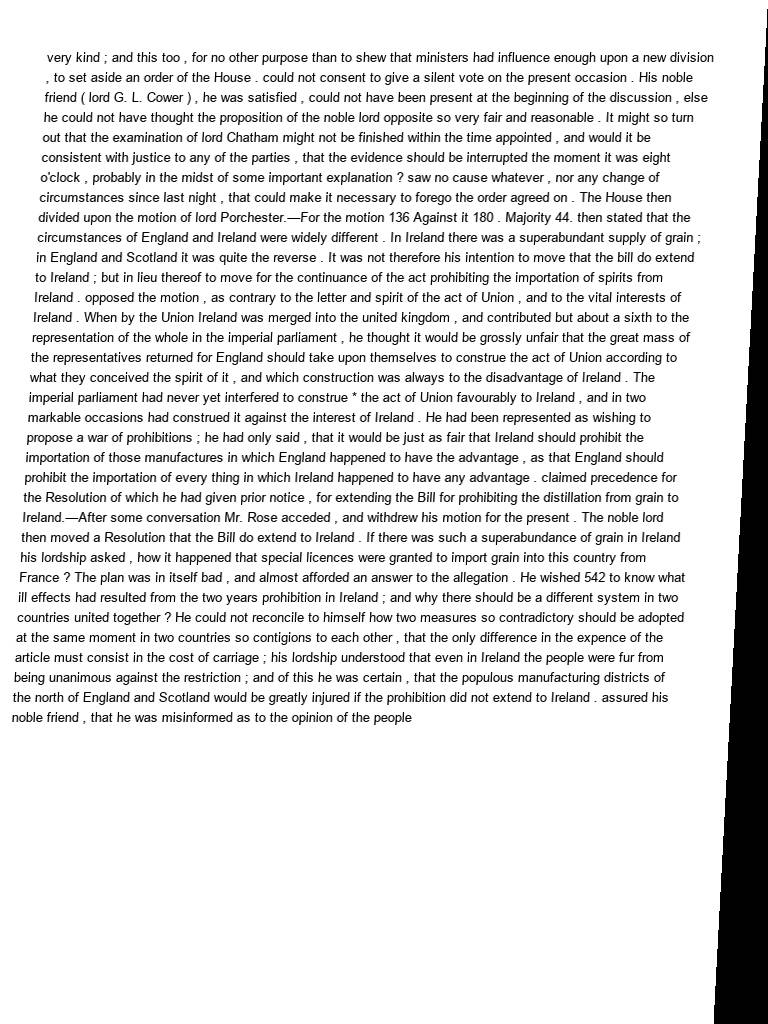 very kind ; and this too , for no other purpose than to shew that ministers had influence enough upon a new division
, to set aside an order of the House . could not consent to give a silent vote on the present occasion . His noble
friend ( lord G. L. Cower ) , he was satisfied , could not have been present at the beginning of the discussion , else
he could not have thought the proposition of the noble lord opposite so very fair and reasonable . It might so turn
out that the examination of lord Chatham might not be finished within the time appointed , and would it be
consistent with justice to any of the parties , that the evidence should be interrupted the moment it was eight
o'clock , probably in the midst of some important explanation ? saw no cause whatever , nor any change of
circumstances since last night , that could make it necessary to forego the order agreed on . The House then
divided upon the motion of lord Porchester.—For the motion 136 Against it 180 . Majority 44. then stated that the
circumstances of England and Ireland were widely different . In Ireland there was a superabundant supply of grain ;
in England and Scotland it was quite the reverse . It was not therefore his intention to move that the bill do extend
to Ireland ; but in lieu thereof to move for the continuance of the act prohibiting the importation of spirits from
Ireland . opposed the motion , as contrary to the letter and spirit of the act of Union , and to the vital interests of
Ireland . When by the Union Ireland was merged into the united kingdom , and contributed but about a sixth to the
representation of the whole in the imperial parliament , he thought it would be grossly unfair that the great mass of
the representatives returned for England should take upon themselves to construe the act of Union according to
what they conceived the spirit of it , and which construction was always to the disadvantage of Ireland . The
imperial parliament had never yet interfered to construe * the act of Union favourably to Ireland , and in two
markable occasions had construed it against the interest of Ireland . He had been represented as wishing to
propose a war of prohibitions ; he had only said , that it would be just as fair that Ireland should prohibit the
importation of those manufactures in which England happened to have the advantage , as that England should
prohibit the importation of every thing in which Ireland happened to have any advantage . claimed precedence for
the Resolution of which he had given prior notice , for extending the Bill for prohibiting the distillation from grain to
Ireland.—After some conversation Mr. Rose acceded , and withdrew his motion for the present . The noble lord
then moved a Resolution that the Bill do extend to Ireland . If there was such a superabundance of grain in Ireland
his lordship asked , how it happened that special licences were granted to import grain into this country from
France ? The plan was in itself bad , and almost afforded an answer to the allegation . He wished 542 to know what
ill effects had resulted from the two years prohibition in Ireland ; and why there should be a different system in two
countries united together ? He could not reconcile to himself how two measures so contradictory should be adopted
at the same moment in two countries so contigions to each other , that the only difference in the expence of the
article must consist in the cost of carriage ; his lordship understood that even in Ireland the people were fur from
being unanimous against the restriction ; and of this he was certain , that the populous manufacturing districts of
the north of England and Scotland would be greatly injured if the prohibition did not extend to Ireland . assured his
noble friend , that he was misinformed as to the opinion of the people